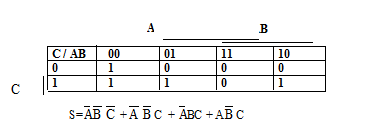 A B
C / AB 00 01 11 10
0 1 0 0 0
C 1 1 1 0 1
S=A̅B̅ C̅ +A̅ B̅ C + A̅BC + AB̅ C